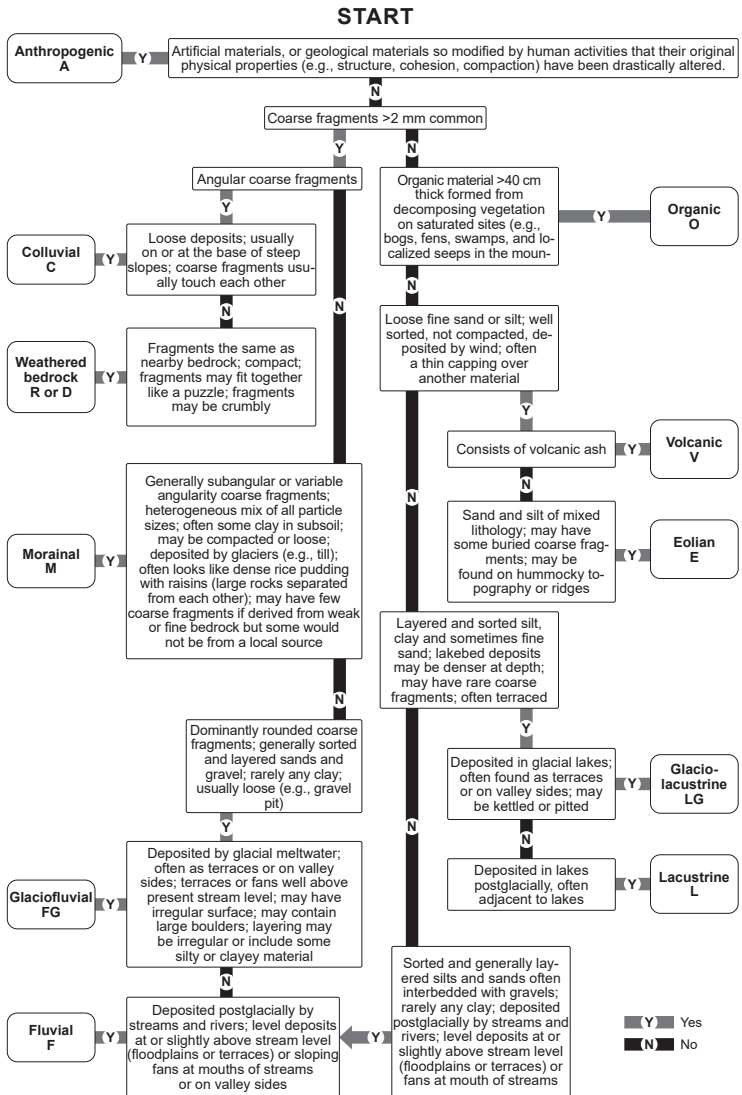 START
Anthropogenic
A
Y
Artificial materials, or geological materials so modified by human activities that their original
physical properties (e.g., structure, cohesion, compaction) have been drastically altered.
N
Coarse fragments >2 mm common
Y
N
Angular coarse fragments
Y
Organic material >40 cm
thick formed from
decomposing vegetation
on saturated sites (e.g.,
bogs, fens, swamps, and lo-
calized seeps in the moun-
Y
Organic
O
Colluvial
C
Y
Loose deposits; usually
on or at the base of steep
slopes; coarse fragments usu-
ally touch each other
N
N
N
Weathered
bedrock
R or D
Y
Fragments the same as
nearby bedrock; compact;
fragments may fit together
like a puzzle; fragments
may be crumbly
Loose fine sand or silt; well
sorted, not compacted, de-
posited by wind; often
a thin capping over
another material
Y
Consists of volcanic ash
Y
Volcanic
V
N
N
Morainal
M
Y
Generally subangular or variable
angularity coarse fragments;
heterogeneous mix of all particle
sizes; often some clay in subsoil;
may be compacted or loose;
deposited by glaciers (e.g., till);
often looks like dense rice pudding
with raisins (large rocks separated
from each other); may have few
coarse fragments if derived from weak
or fine bedrock but some would
not be from a local source
Sand and silt of mixed
lithology; may have
some buried coarse frag-
ments; may be
found on hummocky to-
pography or ridges
Y
Eolian
E
Layered and sorted silt,
clay and sometimes fine
sand; lakebed deposits
may be denser at depth;
may have rare coarse
fragments; often terraced
N
Y
Dominantly rounded coarse
fragments; generally sorted
and layered sands and
gravel; rarely any clay;
usually loose (e.g., gravel
pit)
Deposited in glacial lakes;
often found as terraces
or on valley sides; may
be kettled or pitted
Y
Glacio-
lacustrine
LG
Y
N
N
Glaciofluvial
FG
Y
Deposited by glacial meltwater;
often as terraces or on valley
sides; terraces or fans well above
present stream level; may have
irregular surface; may contain
large boulders; layering may
be irregular or include some
silty or clayey material
Deposited in lakes
postglacially, often
adjacent to lakes
Y
Lacustrine
L
N
Fluvial
F
Y
Deposited postglacially by
streams and rivers; level deposits
at or slightly above stream level
(floodplains or terraces) or sloping
fans at mouths of streams
or on valley sides
Y
Sorted and generally lay-
ered silts and sands often
interbedded with gravels;
rarely any clay; deposited
postglacially by streams and
rivers; level deposits at or
slightly above stream level
(floodplains or terraces) or
fans at mouth of streams
Y Yes
N No